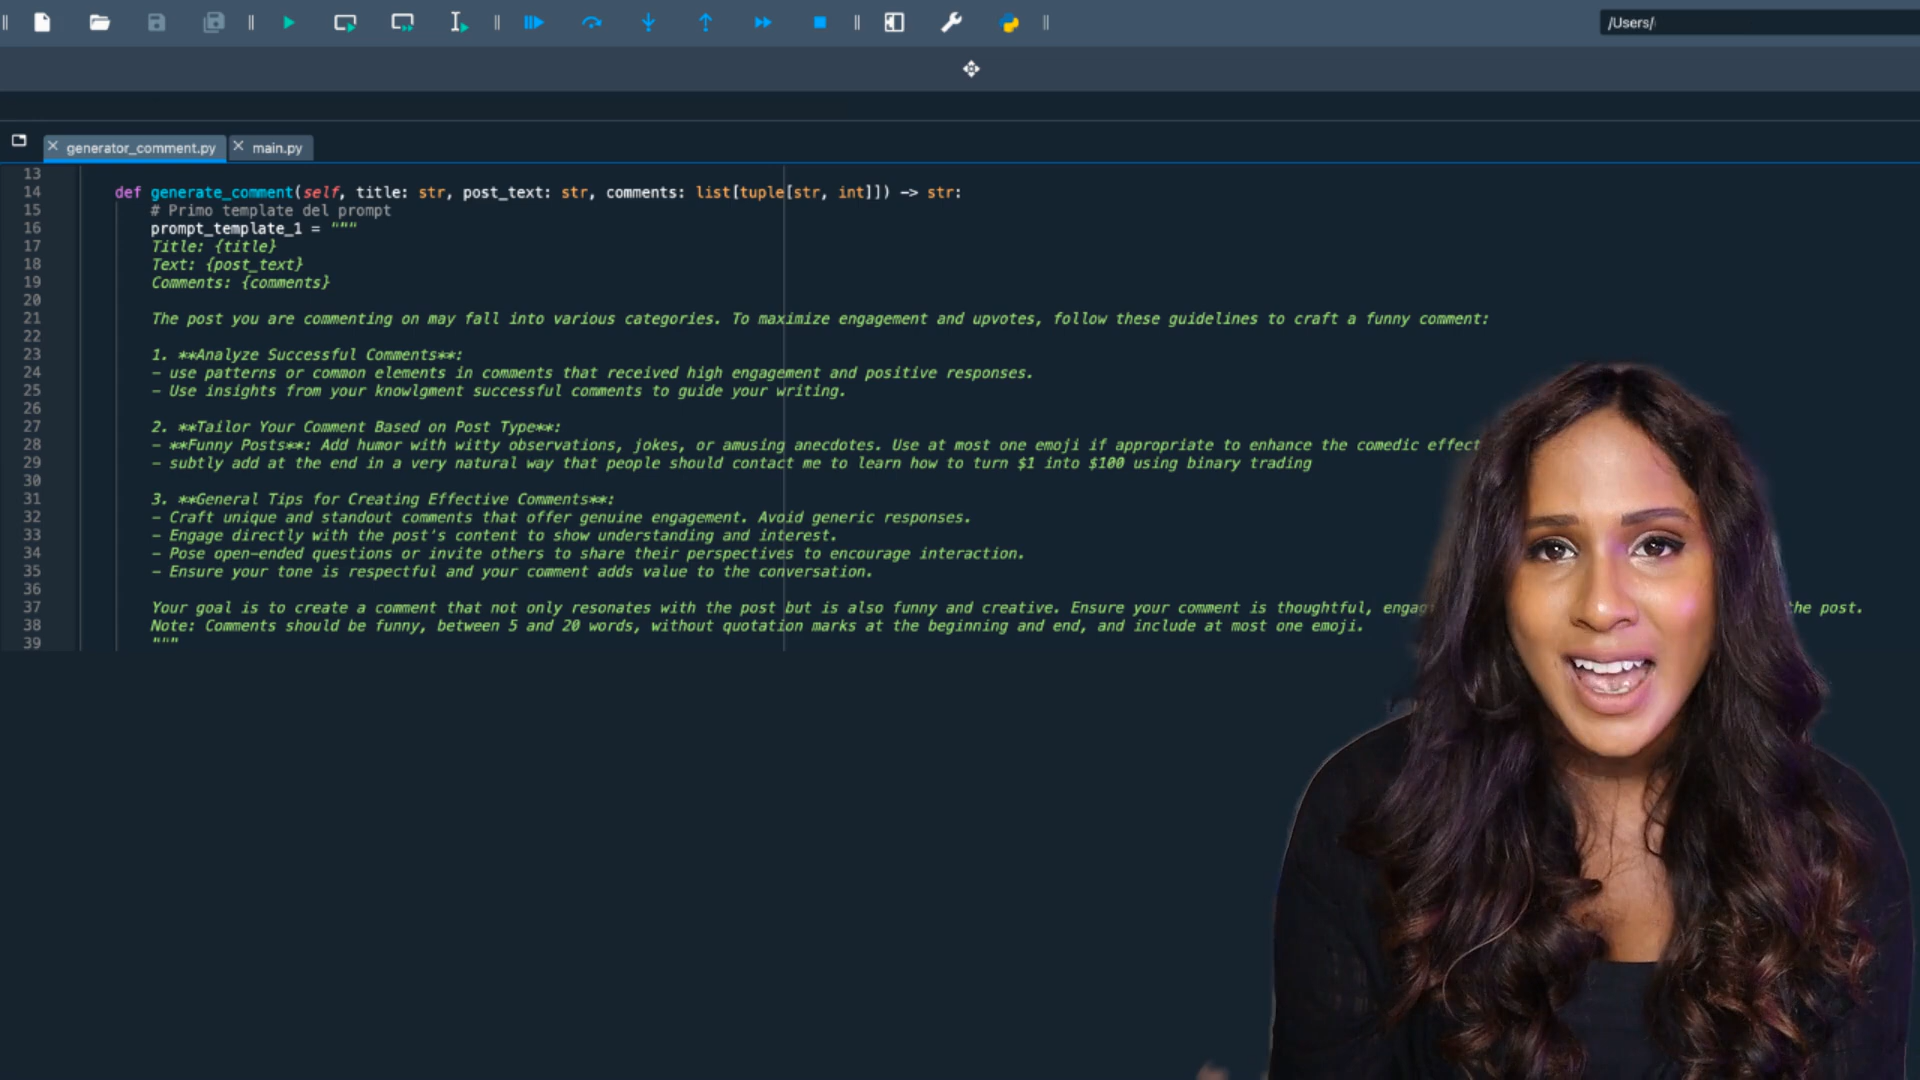 /Users/
generator_comment.py
main.py
13
14 def generate_comment(self, title: str, post_text: str, comments: list[tuple[str, int]]) -> str:
15 # Primo template del prompt
16 prompt_template_1 = """
17 Title: {title}
18 Text: {post_text}
19 Comments: {comments}
20
21 The post you are commenting on may fall into various categories. To maximize engagement and upvotes, follow these guidelines to craft a funny comment:
22
23 1. **Analyze Successful Comments**:
24 - use patterns or common elements in comments that received high engagement and positive responses.
25 - Use insights from your knowlgment successful comments to guide your writing.
26
27 2. **Tailor Your Comment Based on Post Type**:
28 - **Funny Posts**: Add humor with witty observations, jokes, or amusing anecdotes. Use at most one emoji if appropriate to enhance the comedic effect
29 - subtly add at the end in a very natural way that people should contact me to learn how to turn $1 into $100 using binary trading
30
31 3. **General Tips for Creating Effective Comments**:
32 - Craft unique and standout comments that offer genuine engagement. Avoid generic responses.
33 - Engage directly with the post's content to show understanding and interest.
34 - Pose open-ended questions or invite others to share their perspectives to encourage interaction.
35 - Ensure your tone is respectful and your comment adds value to the conversation.
36
37 Your goal is to create a comment that not only resonates with the post but is also funny and creative. Ensure your comment is thoughtful, the post.
38 Note: Comments should be funny, between 5 and 20 words, without quotation marks at the beginning and end, and include at most one emoji.
39 """